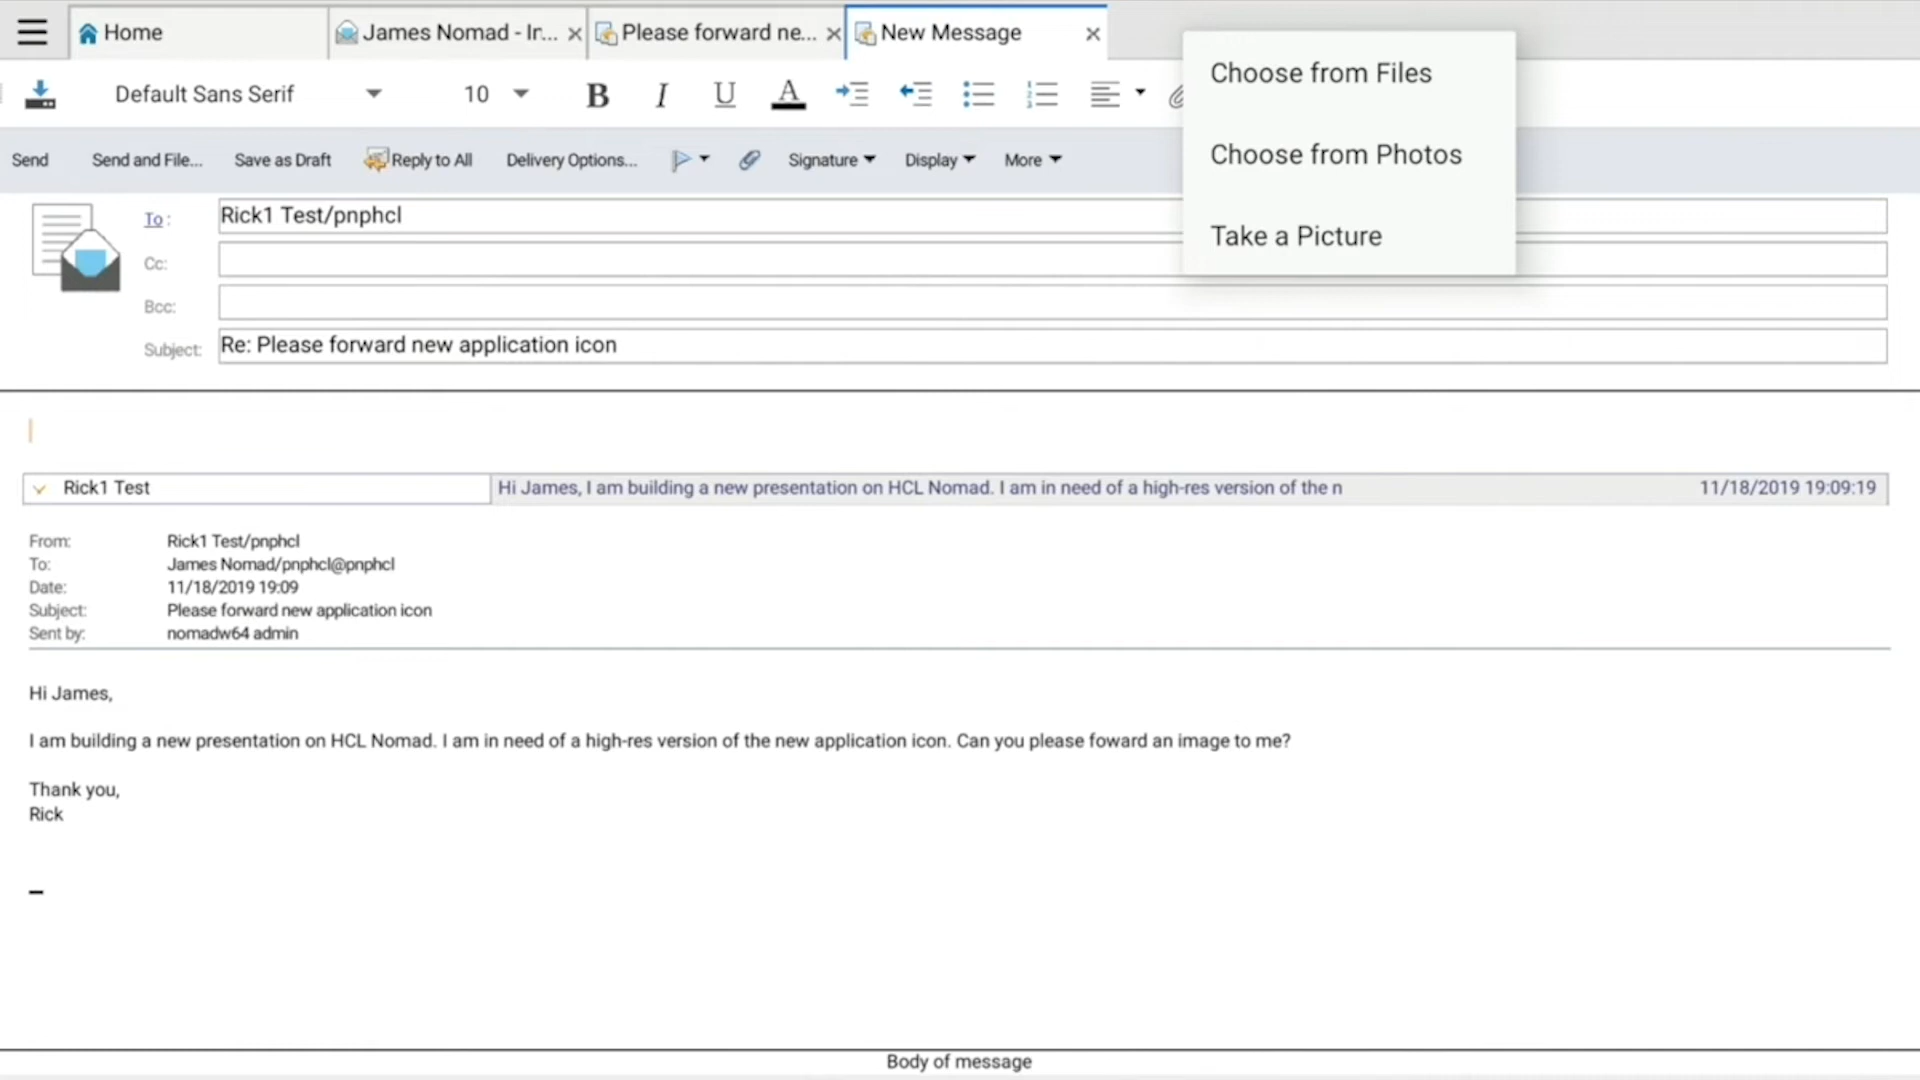 Home
James Nomad - In...
Please forward ne...
New Message
Default Sans Serif
10
B I U A
Choose from Files
Choose from Photos
Take a Picture
Send
Send and File...
Save as Draft
Reply to All
Delivery Options...
Signature
Display
More
To:
Rick1 Test/pnphcl
Cc:
Bcc:
Subject:
Re: Please forward new application icon
Rick1 Test
Hi James, I am building a new presentation on HCL Nomad. I am in need of a high-res version of the n
11/18/2019 19:09:19
From: Rick1 Test/pnphcl
To: James Nomad/pnphcl@pnphcl
Date: 11/18/2019 19:09
Subject: Please forward new application icon
Sent by: nomadw64 admin
Hi James,
I am building a new presentation on HCL Nomad. I am in need of a high-res version of the new application icon. Can you please foward an image to me?
Thank you,
Rick
Body of message